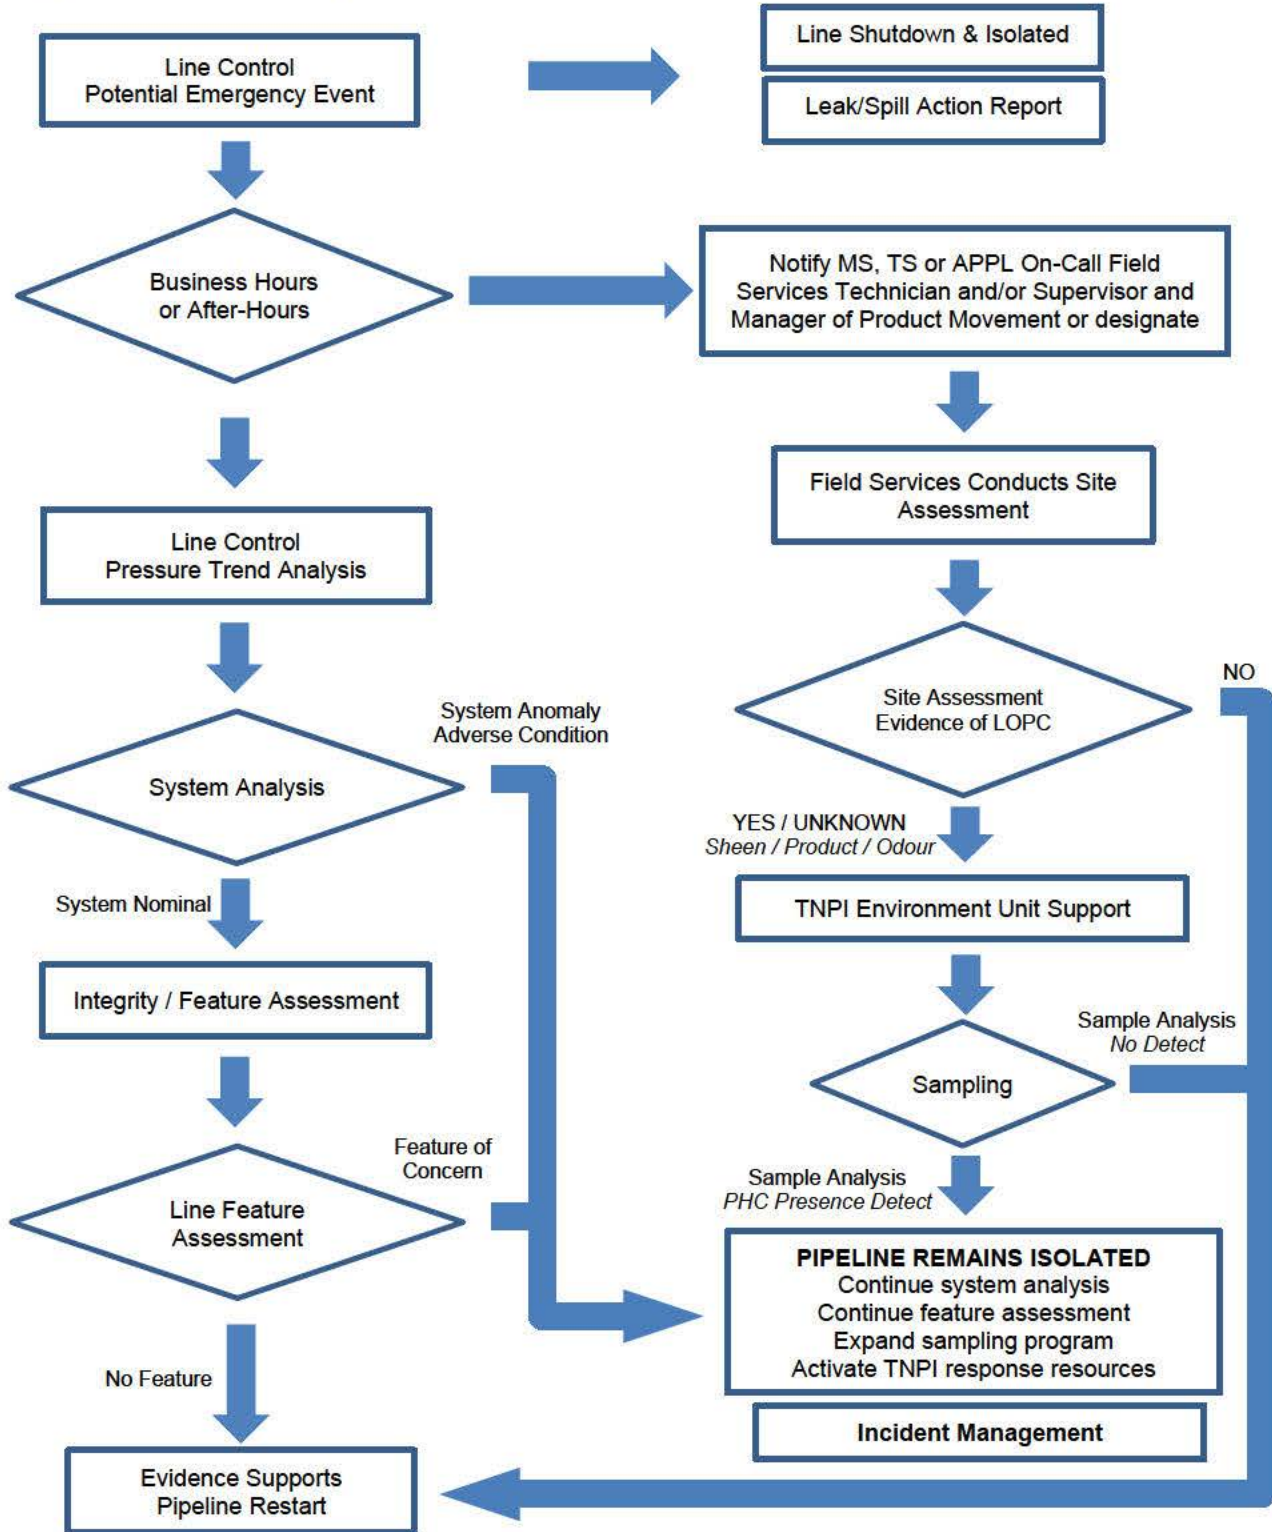 Line Control
Potential Emergency Event
Line Shutdown & Isolated
Leak/Spill Action Report
Business Hours
or After-Hours
Notify MS, TS or APPL On-Call Field
Services Technician and/or Supervisor and
Manager of Product Movement or designate
Line Control
Pressure Trend Analysis
Field Services Conducts Site
Assessment
System Analysis
System Anomaly
Adverse Condition
Site Assessment
Evidence of LOPC
NO
YES / UNKNOWN
Sheen / Product / Odour
System Nominal
Integrity / Feature Assessment
TNPI Environment Unit Support
Sampling
Sample Analysis
No Detect
Line Feature
Assessment
Feature of
Concern
Sample Analysis
PHC Presence Detect
PIPELINE REMAINS ISOLATED
Continue system analysis
Continue feature assessment
Expand sampling program
Activate TNPI response resources
Incident Management
No Feature
Evidence Supports
Pipeline Restart